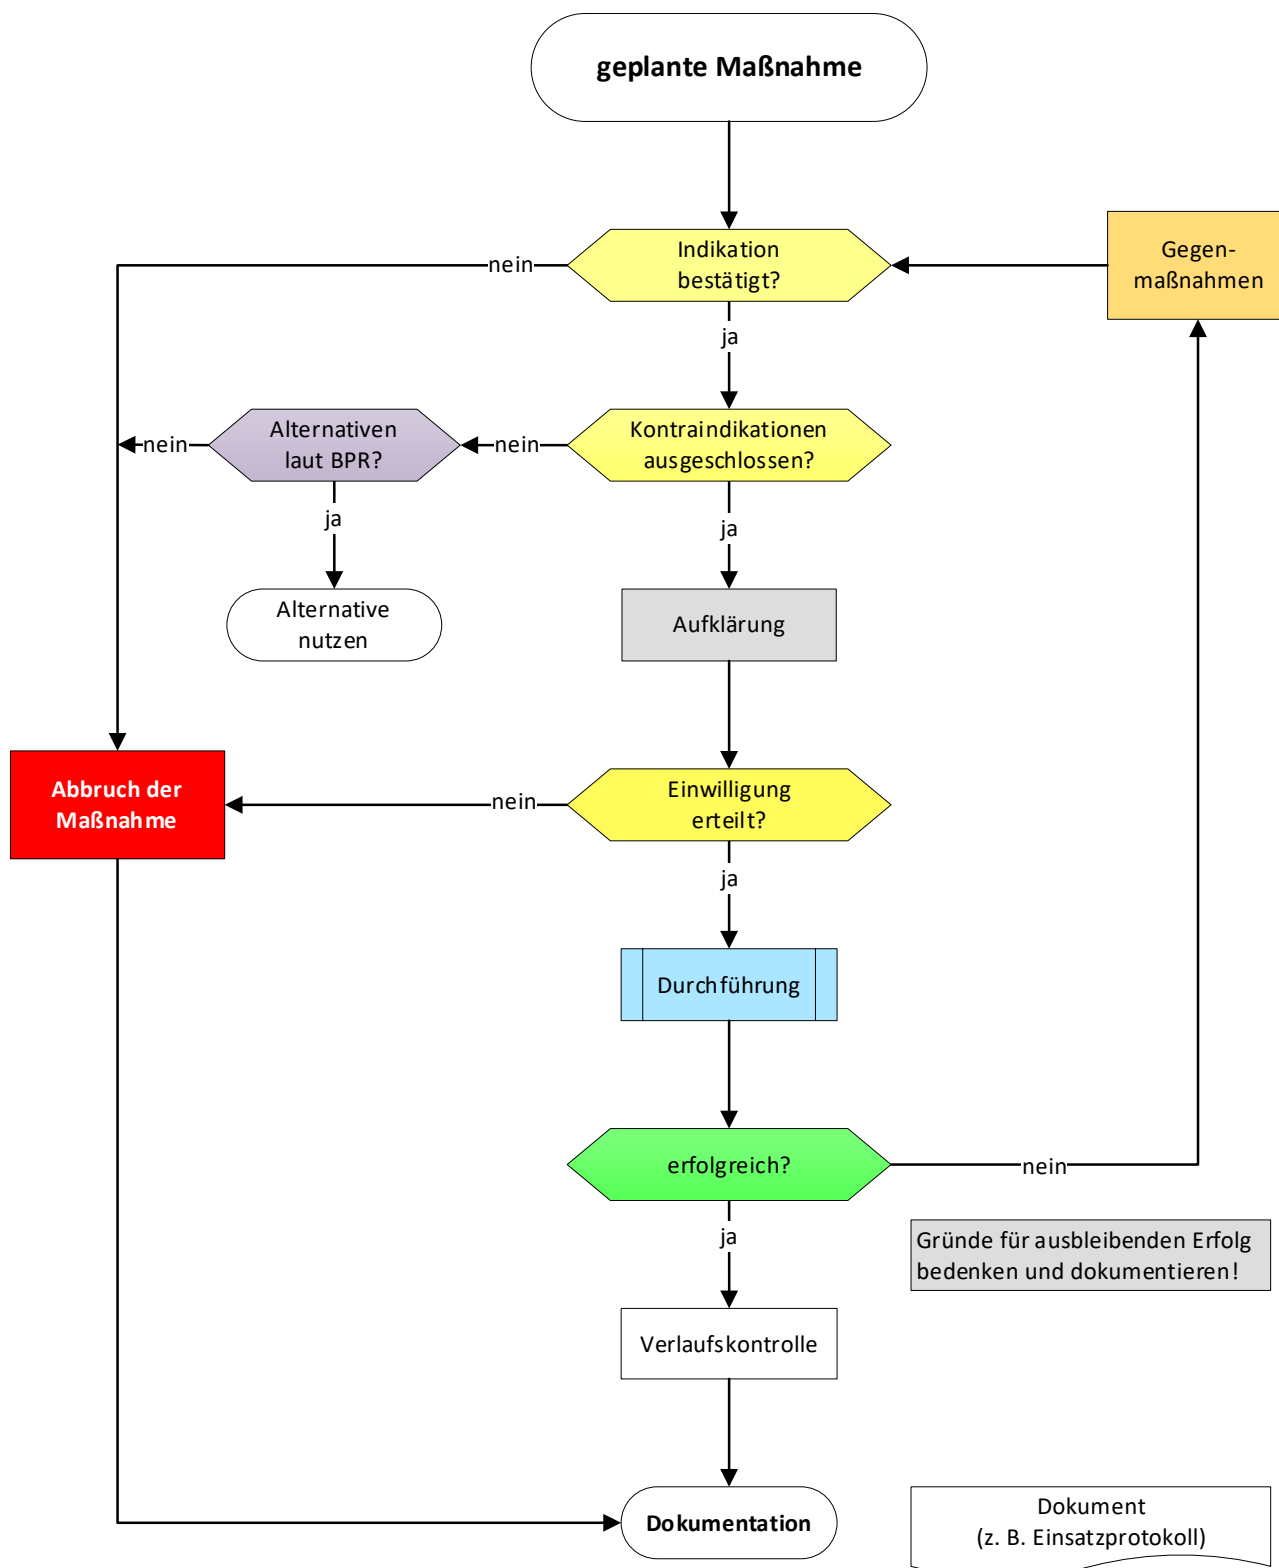 geplante Maßnahme
Indikation
bestätigt?
nein
Gegen-
maßnahmen
ja
Alternativen
laut BPR?
nein
nein
Kontraindikationen
ausgeschlossen?
ja
ja
Alternative
nutzen
Aufklärung
Abbruch der
Maßnahme
nein
Einwilligung
erteilt?
ja
Durchführung
erfolgreich?
nein
ja
Gründe für ausbleibenden Erfolg
bedenken und dokumentieren!
Verlaufskontrolle
Dokumentation
Dokument
(z. B. Einsatzprotokoll)